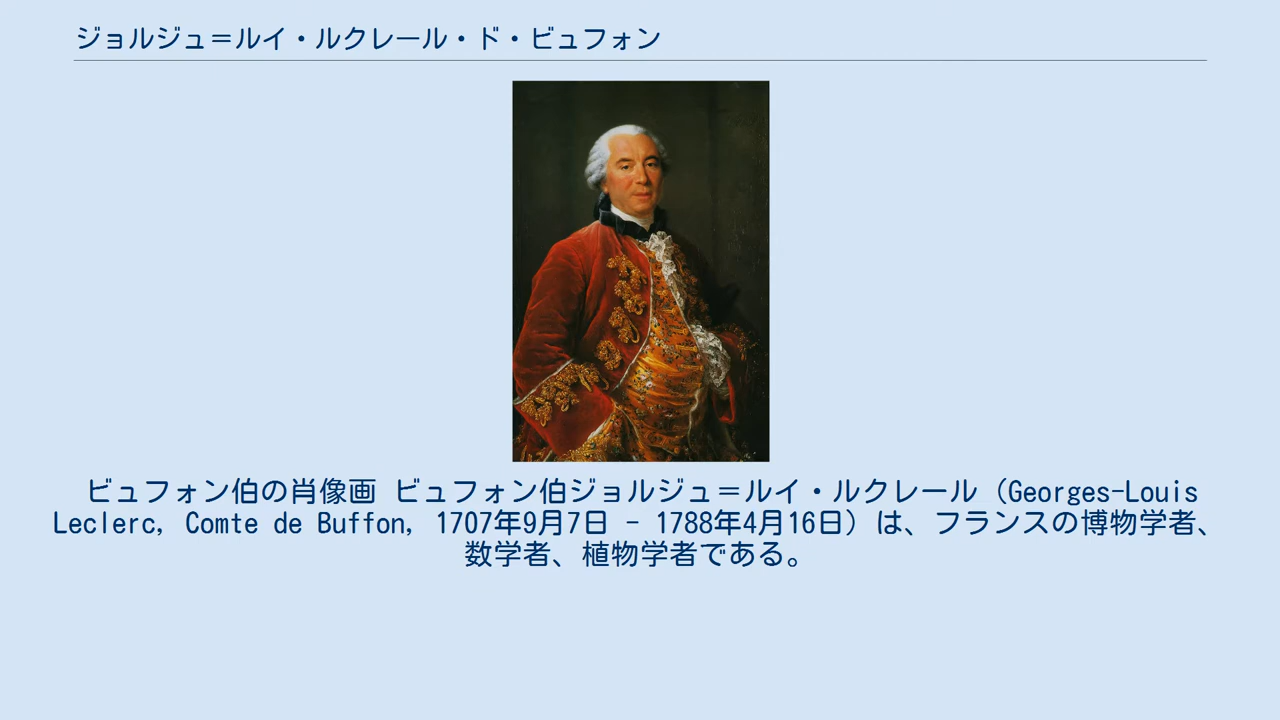 ジョルジュ＝ルイ・ルクレール・ド・ビュフォン
ビュフォン伯の肖像画 ビュフォン伯ジョルジュ＝ルイ・ルクレール（Georges-Louis
Leclerc, Comte de Buffon, 1707年9月7日 - 1788年4月16日）は、フランスの博物学者、
数学者、植物学者である。